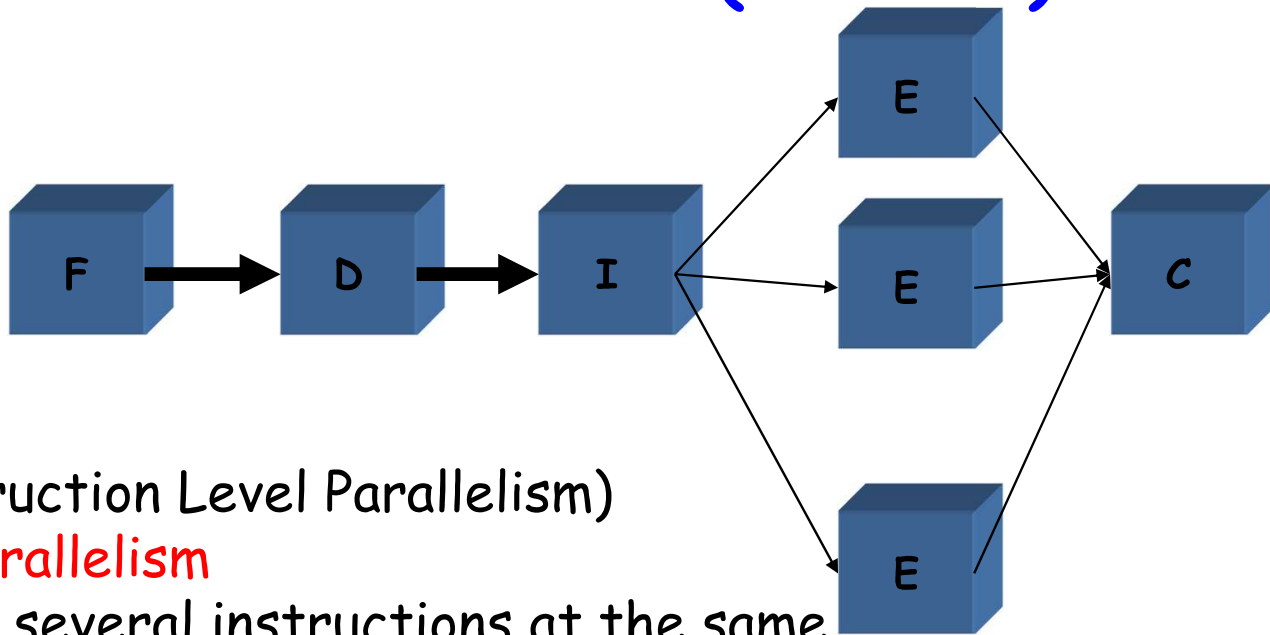 E
F D I E C
ruction Level Parallelism)
rallelism
E
several instructions at the same